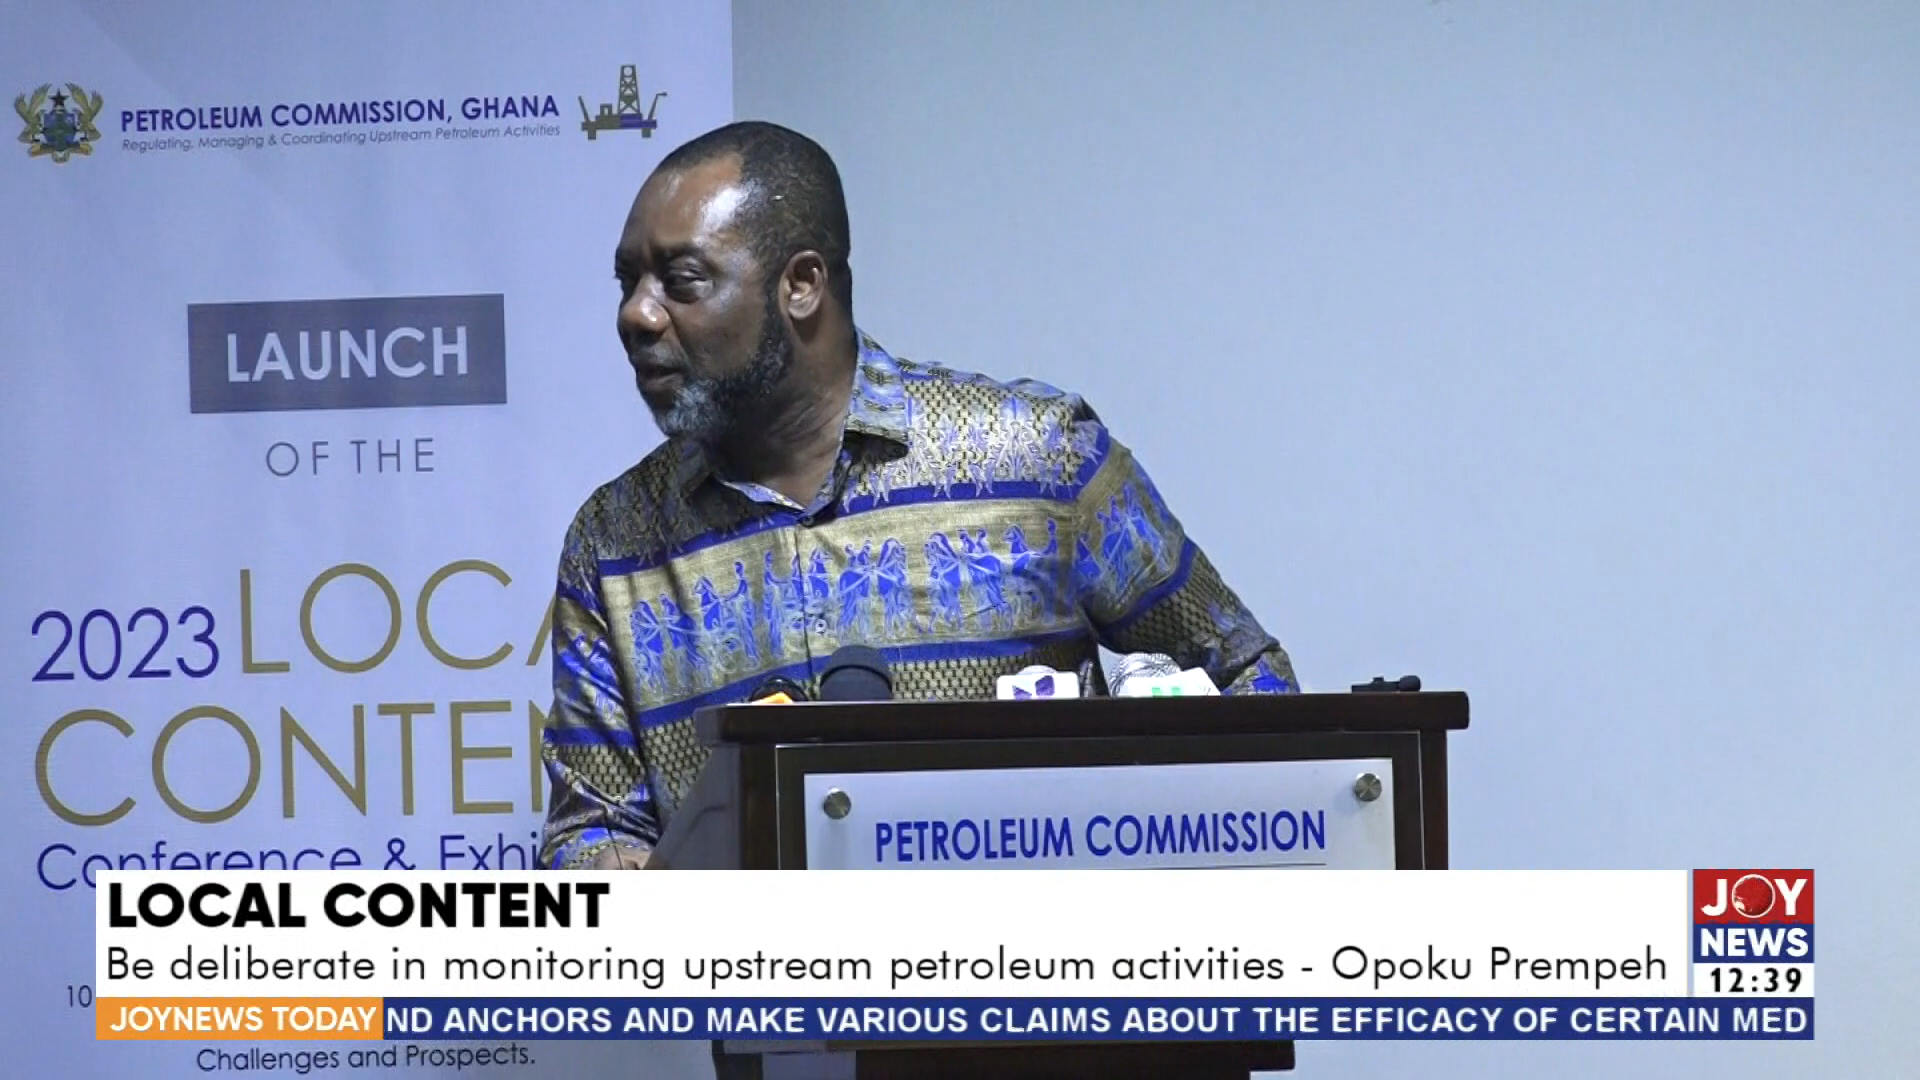 PETROLEUM COMMISSION, GHANA
Regulating, Managing & Coordinating Upstream Petroleum Activities
LAUNCH
OF THE
2023 LOCA
CONTEN
Conference & Exhi
PETROLEUM COMMISSION
LOCAL CONTENT
Be deliberate in monitoring upstream petroleum activities - Opoku Prempeh
JOY
NEWS
12:39
10
JOYNEWS TODAY ND ANCHORS AND MAKE VARIOUS CLAIMS ABOUT THE EFFICACY OF CERTAIN MED
Challenges and Prospects.